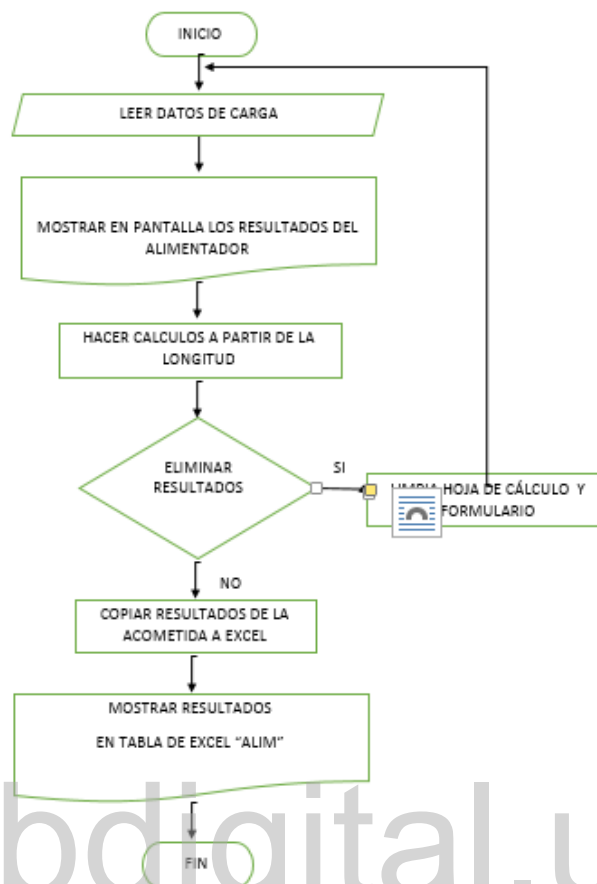 INICIO
LEER DATOS DE CARGA
MOSTRAR EN PANTALLA LOS RESULTADOS DEL
ALIMENTADOR
HACER CALCULOS A PARTIR DE LA
LONGITUD
ELIMINAR
RESULTADOS
SI
HOJA DE CÁLCULO Y
FORMULARIO
NO
COPIAR RESULTADOS DE LA
ACOMETIDA A EXCEL
MOSTRAR RESULTADOS
EN TABLA DE EXCEL “ALIM”
bdigital.u
FIN